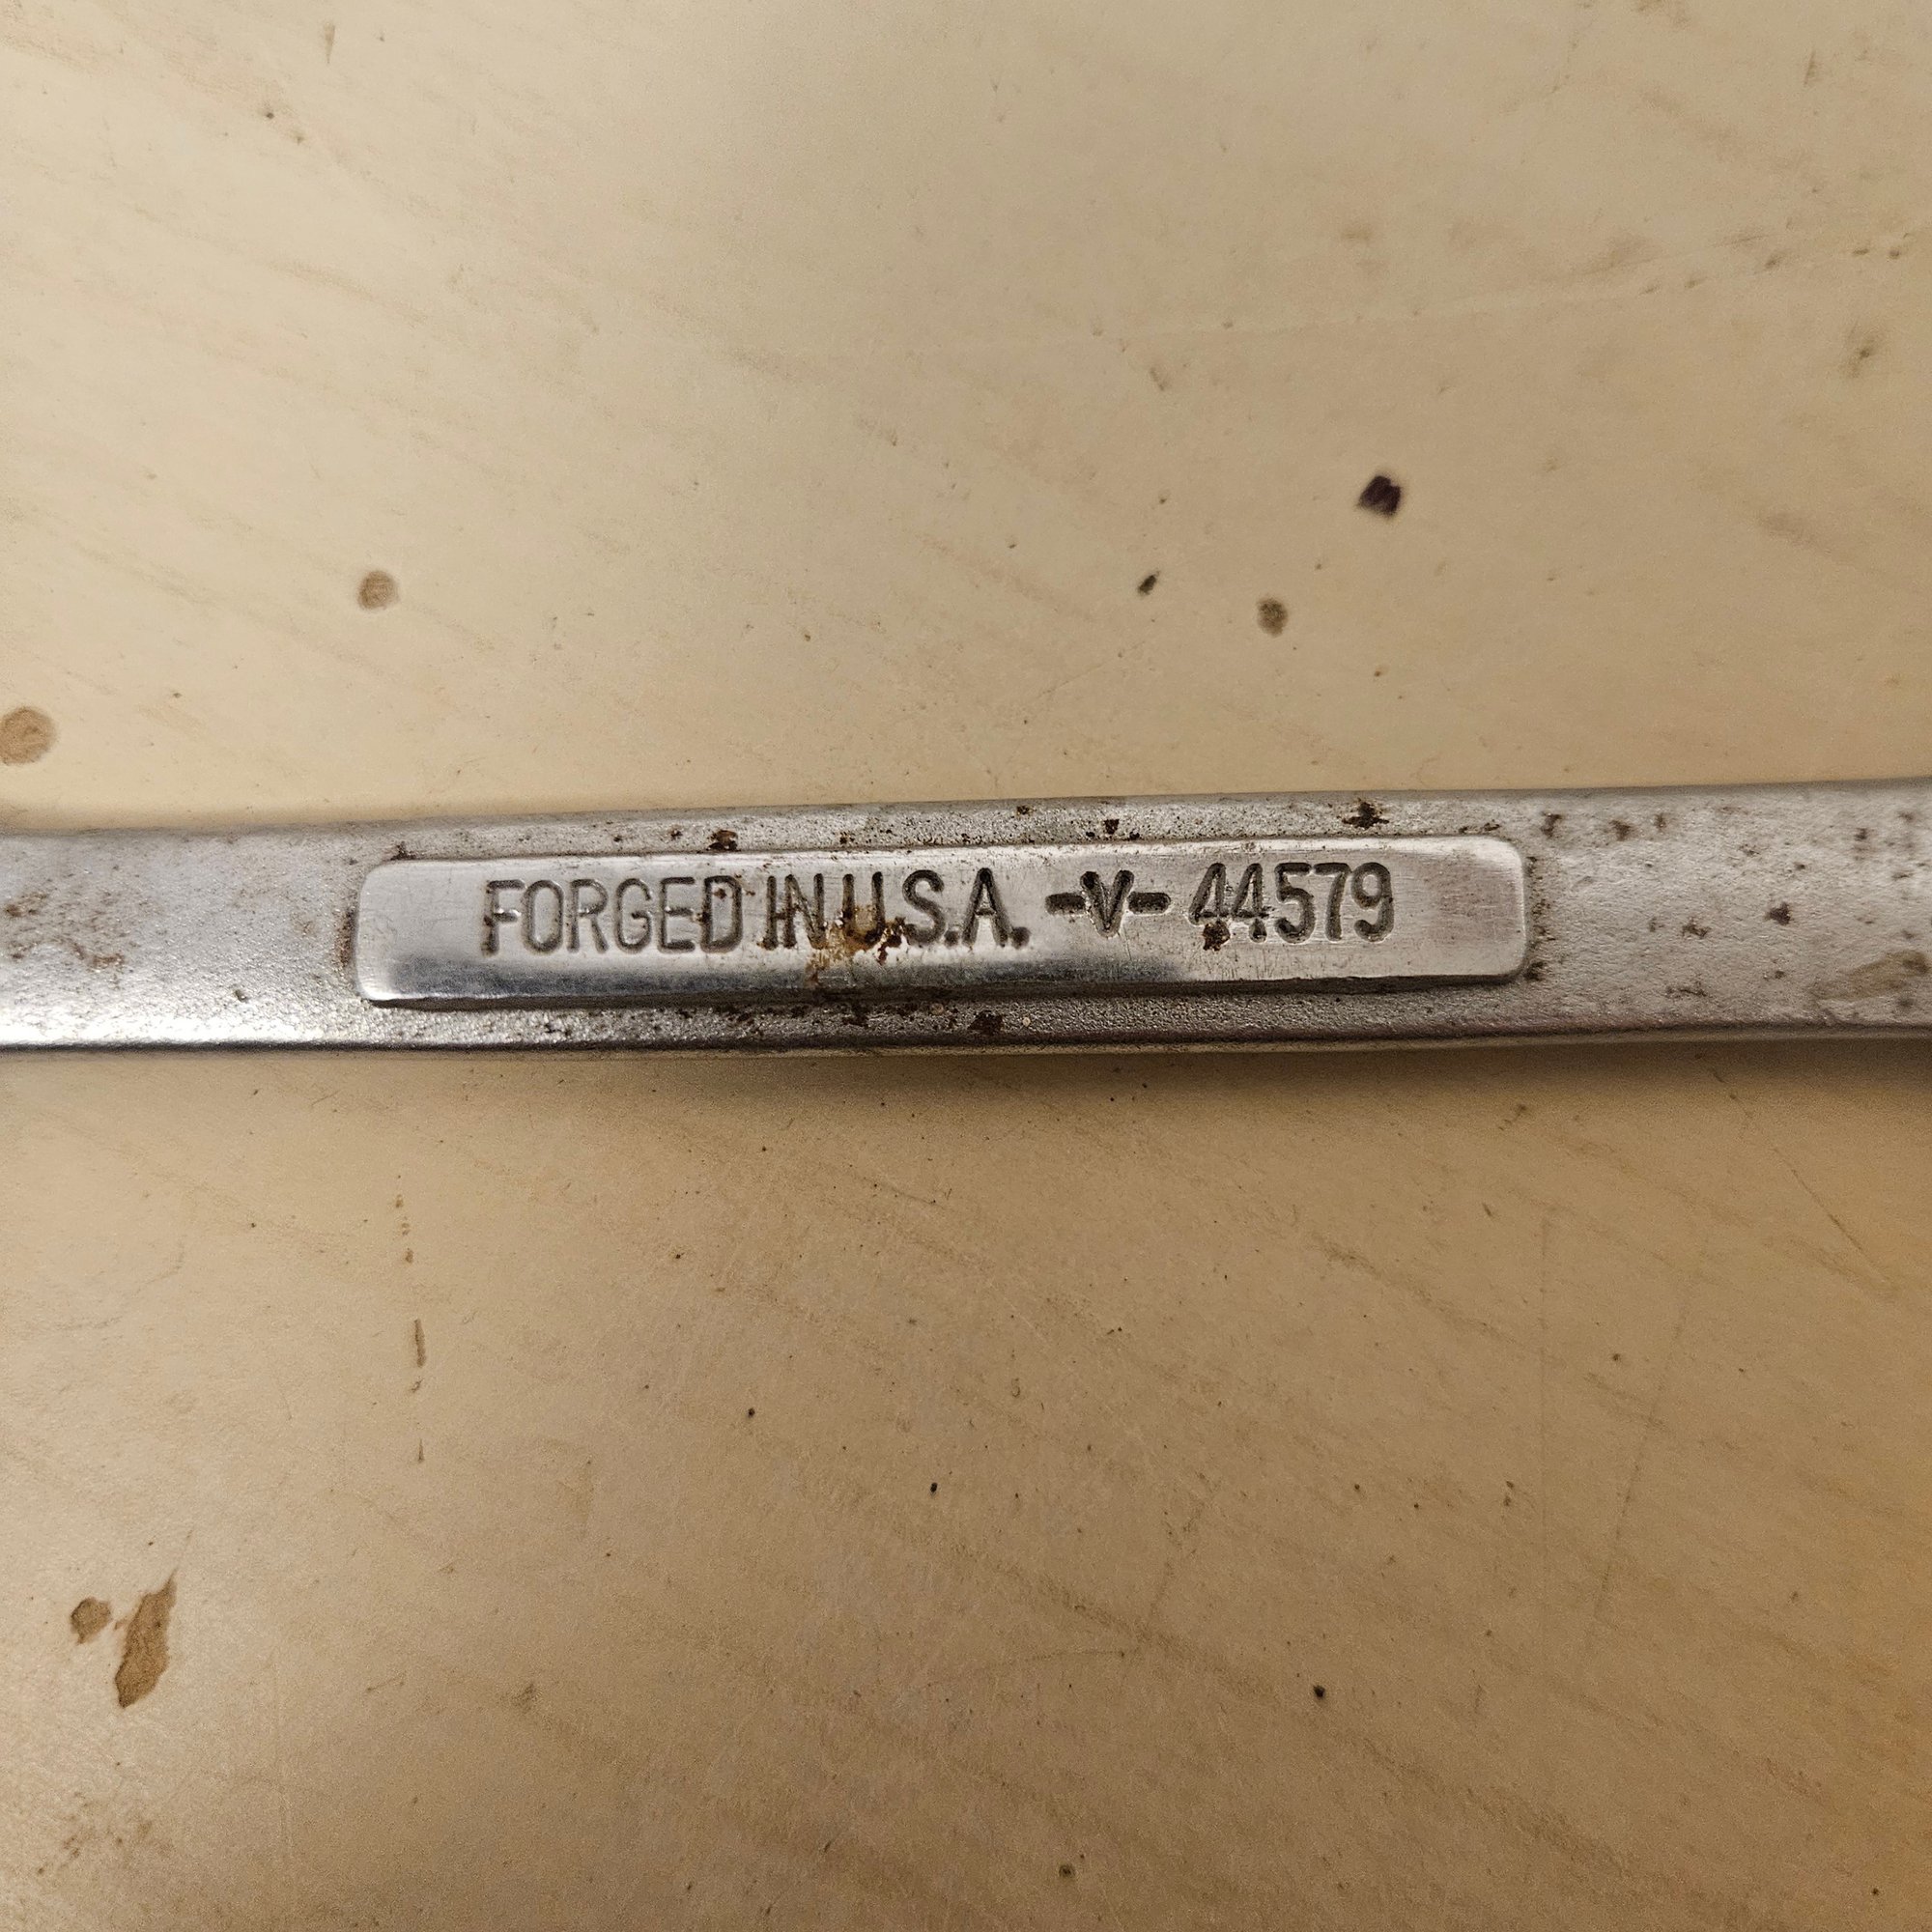 FORGED IN U.S.A. -V- 44579